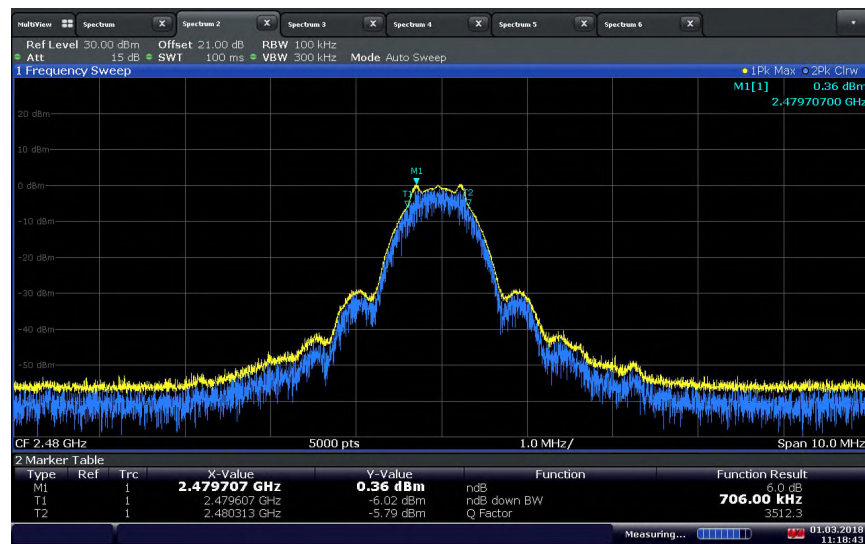 MultiView Spectrum X Spectrum 2 X Spectrum 3 X Spectrum 4 X Spectrum 5 X Spectrum 6 X
Ref Level 30.00 dBm Offset 21.00 dB RBW 100 kHz
Att 15 dB SWT 100 ms VBW 300 kHz Mode Auto Sweep
1 Frequency Sweep 1Pk Max 2Pk Clrw
M1[1] 0.36 dBm
2.47970700 GHz
20 dBm
10 dBm
M1
0 dBm
T1 T2
-10 dBm
-20 dBm
-30 dBm
-40 dBm
-50 dBm
CF 2.48 GHz 5000 pts 1.0 MHz/ Span 10.0 MHz
2 Marker Table
Type Ref Trc X-Value Y-Value Function Function Result
M1 1 2.479707 GHz 0.36 dBm ndB 6.0 dB
T1 1 2.479607 GHz -6.02 dBm ndB down BW 706.00 kHz
T2 1 2.480313 GHz -5.79 dBm Q Factor 3512.3
Measuring... 01.03.2018
11:18:43